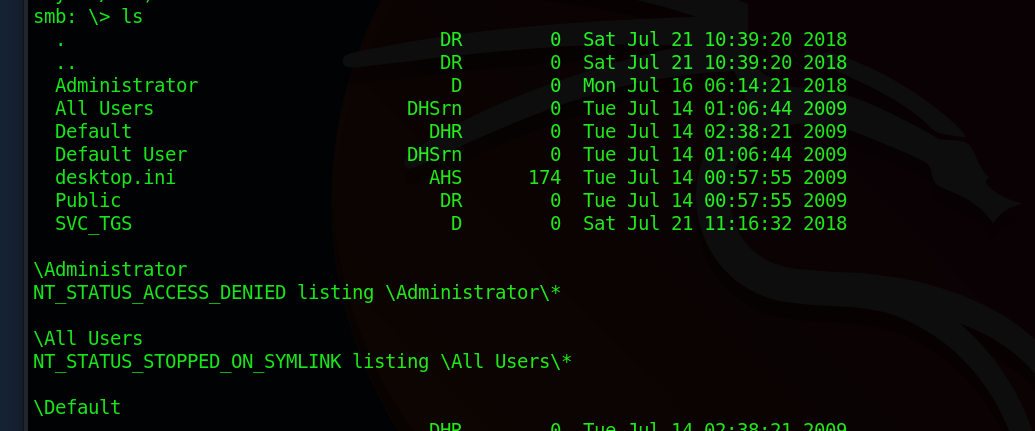 smb: \> ls
  .                                  DR        0  Sat Jul 21 10:39:20 2018
  ..                                 DR        0  Sat Jul 21 10:39:20 2018
  Administrator                       D        0  Mon Jul 16 06:14:21 2018
  All Users                       DHSrn        0  Tue Jul 14 01:06:44 2009
  Default                           DHR        0  Tue Jul 14 02:38:21 2009
  Default User                    DHSrn        0  Tue Jul 14 01:06:44 2009
  desktop.ini                       AHS      174  Tue Jul 14 00:57:55 2009
  Public                             DR        0  Tue Jul 14 00:57:55 2009
  SVC_TGS                             D        0  Sat Jul 21 11:16:32 2018
\Administrator
NT_STATUS_ACCESS_DENIED listing \Administrator\*
\All Users
NT_STATUS_STOPPED_ON_SYMLINK listing \All Users\*
\Default
DHR        0  Tue Jul 14 02:38:21 2009